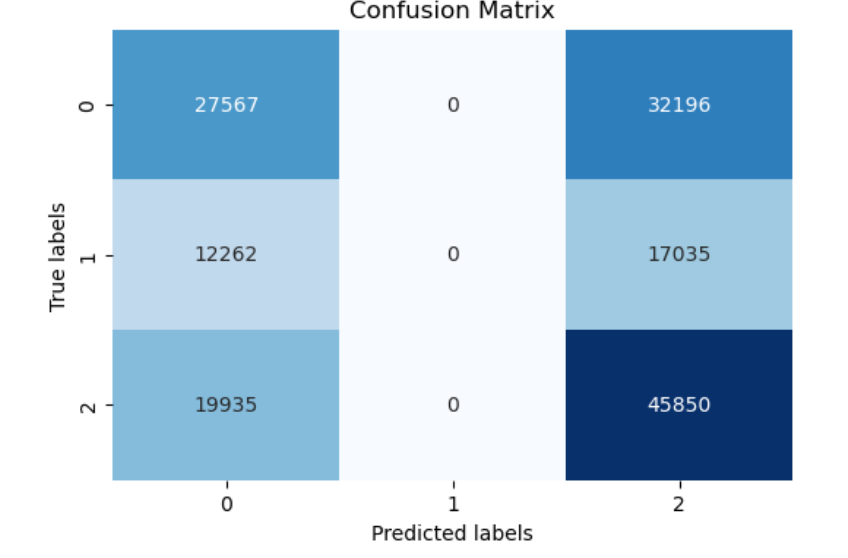 Confusion Matrix
True labels
0
27567 0 32196
1
12262 0 17035
2
19935 0 45850
0 1 2
Predicted labels